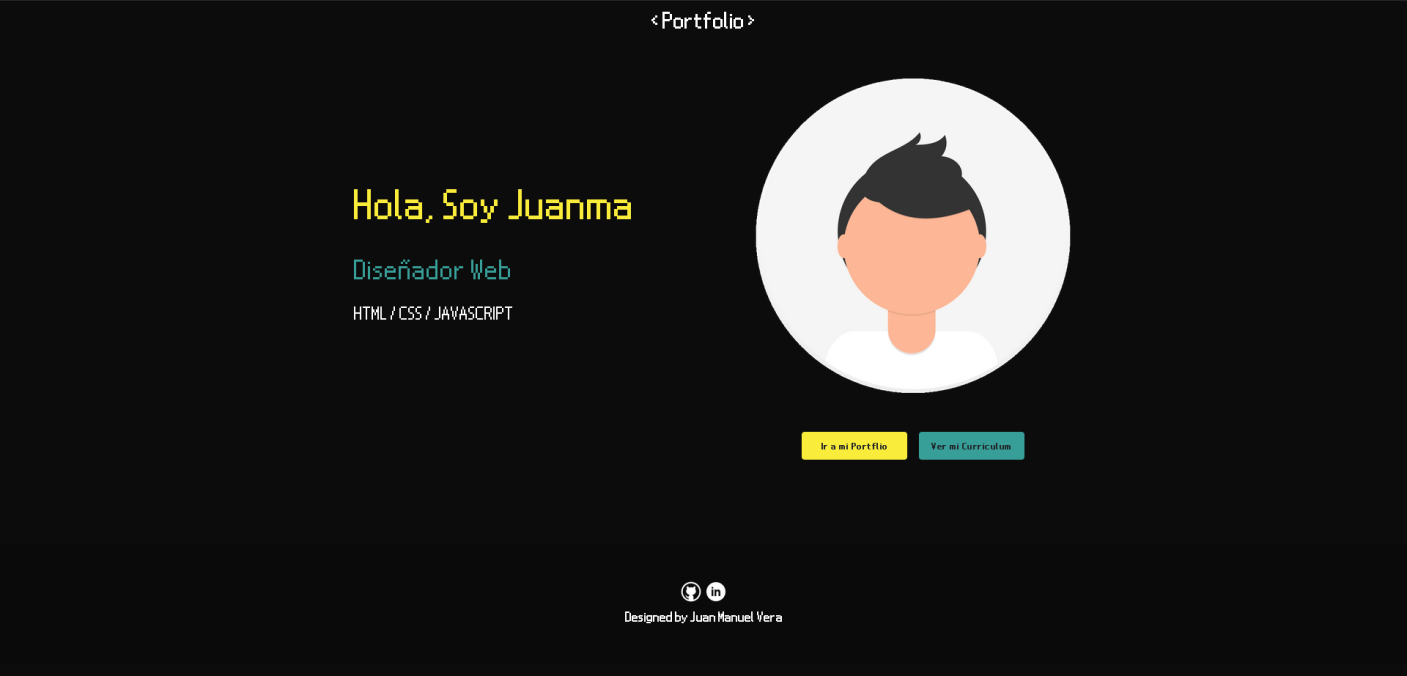 <Portfolio>
Hola, Soy Juanma
Diseñador Web
HTML / CSS / JAVASCRIPT
Ir a mi Portflio
Ver mi Curriculum
in
Designed by Juan Manuel Vera